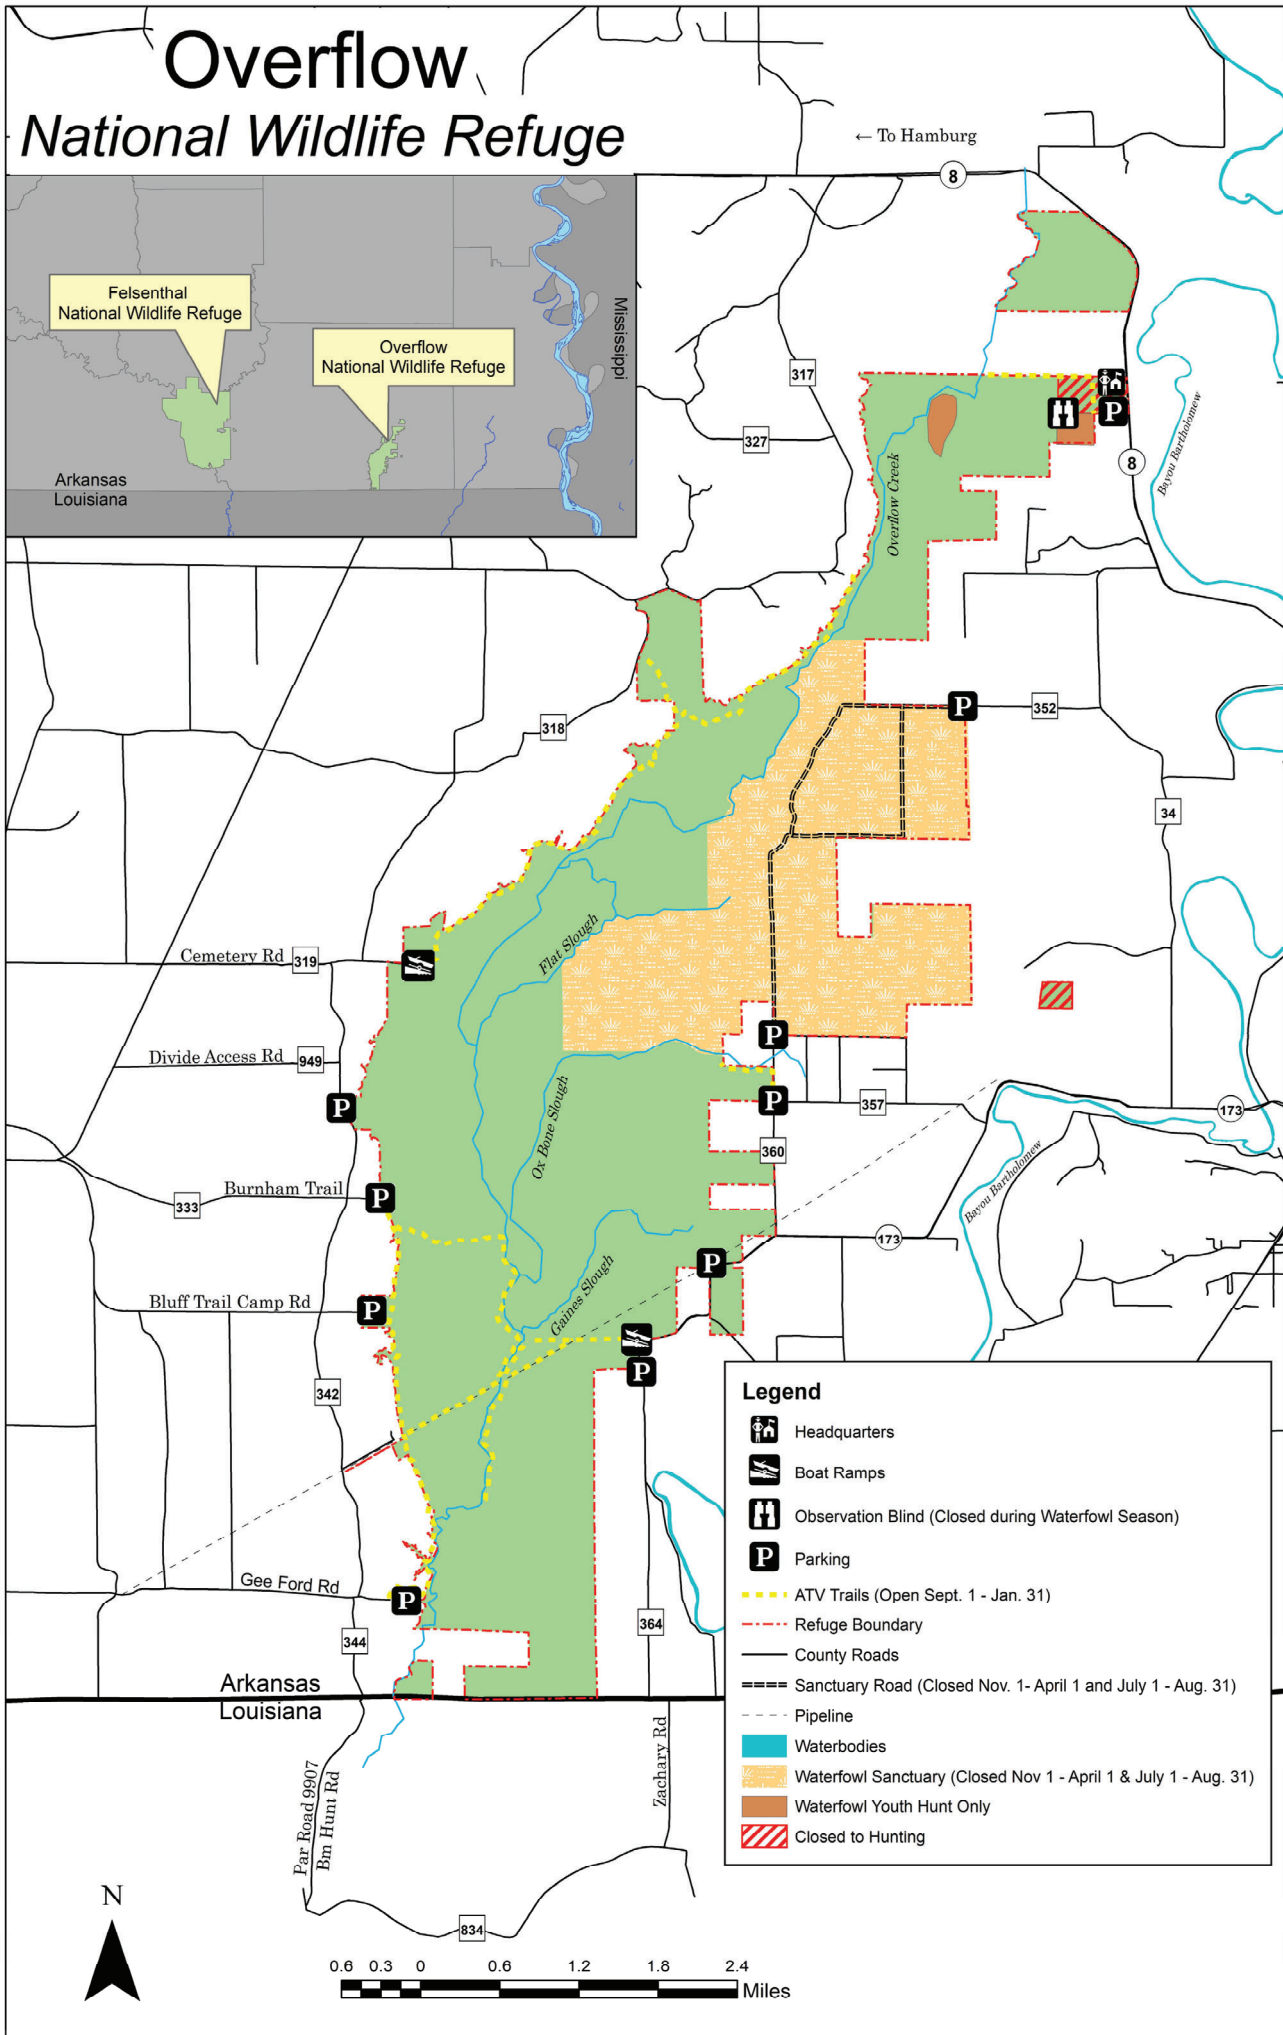 Overflow
National Wildlife Refuge
← To Hamburg
8
Felsenthal
National Wildlife Refuge
Overflow
National Wildlife Refuge
Mississippi
Arkansas
Louisiana
317
327
8
Bayou Bartholomew
Overflow Creek
P
318
P
352
34
Flat Slough
Cemetery Rd
319
Divide Access Rd
949
P
P
P
357
173
Ox Bone Slough
360
Burnham Trail
P
333
Bayou Bartholomew
173
Gaines Slough
P
Bluff Trail Camp Rd
P
P
342
Gee Ford Rd
P
364
344
Arkansas
Louisiana
Par Road 9907
Bm Hunt Rd
Zachary Rd
834
Legend
Headquarters
Boat Ramps
Observation Blind (Closed during Waterfowl Season)
P
Parking
ATV Trails (Open Sept. 1 - Jan. 31)
Refuge Boundary
County Roads
Sanctuary Road (Closed Nov. 1- April 1 and July 1 - Aug. 31)
Pipeline
Waterbodies
Waterfowl Sanctuary (Closed Nov 1 - April 1 & July 1 - Aug. 31)
Waterfowl Youth Hunt Only
Closed to Hunting
N
0.6 0.3 0 0.6 1.2 1.8 2.4
Miles